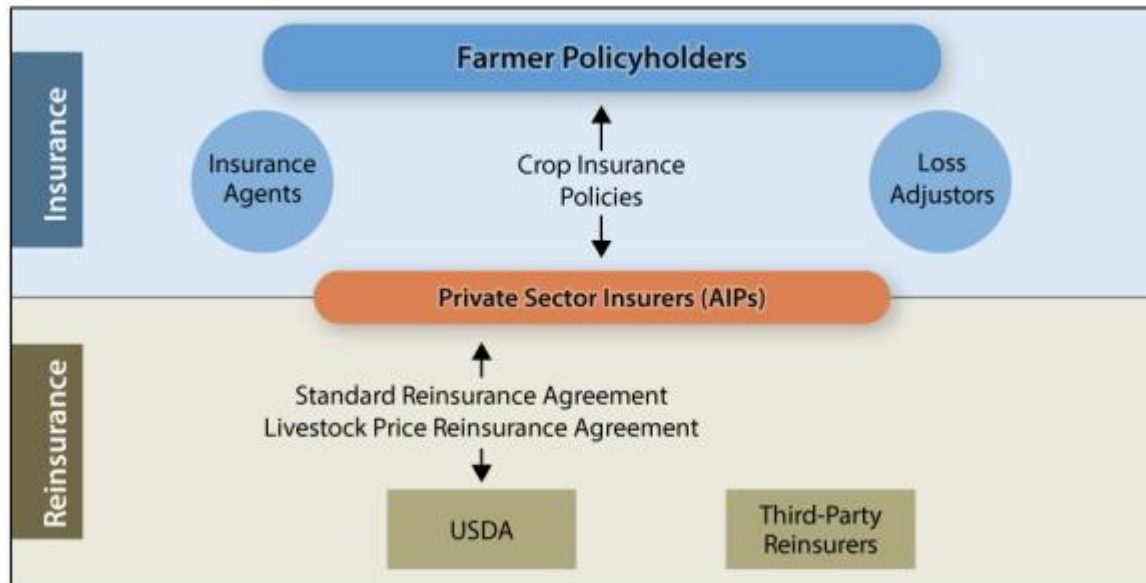 Insurance
Farmer Policyholders
Insurance
Agents
Crop Insurance
Policies
Loss
Adjustors
Private Sector Insurers (AIPs)
Reinsurance
Standard Reinsurance Agreement
Livestock Price Reinsurance Agreement
USDA
Third-Party
Reinsurers